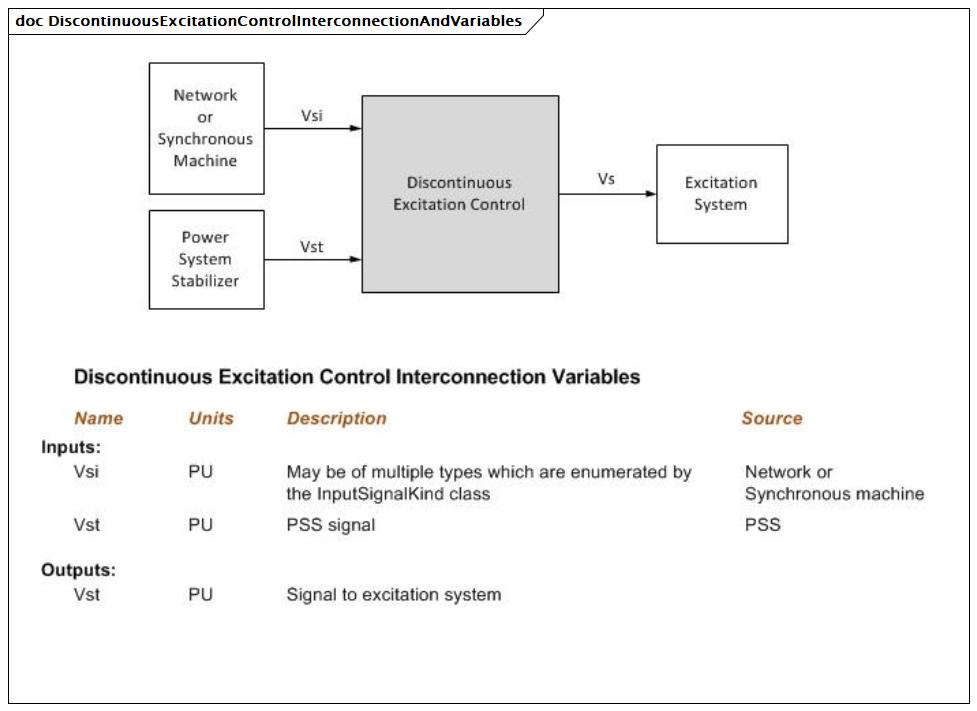 doc DiscontinuousExcitationControlInterconnectionAndVariables
Network
or
Synchronous
Machine
Vsi
Power
System
Stabilizer
Vst
Discontinuous
Excitation Control
Vs
Excitation
System
Discontinuous Excitation Control Interconnection Variables
Name Units Description Source
Inputs:
Vsi PU May be of multiple types which are enumerated by Network or
the InputSignalKind class Synchronous machine
Vst PU PSS signal PSS
Outputs:
Vst PU Signal to excitation system